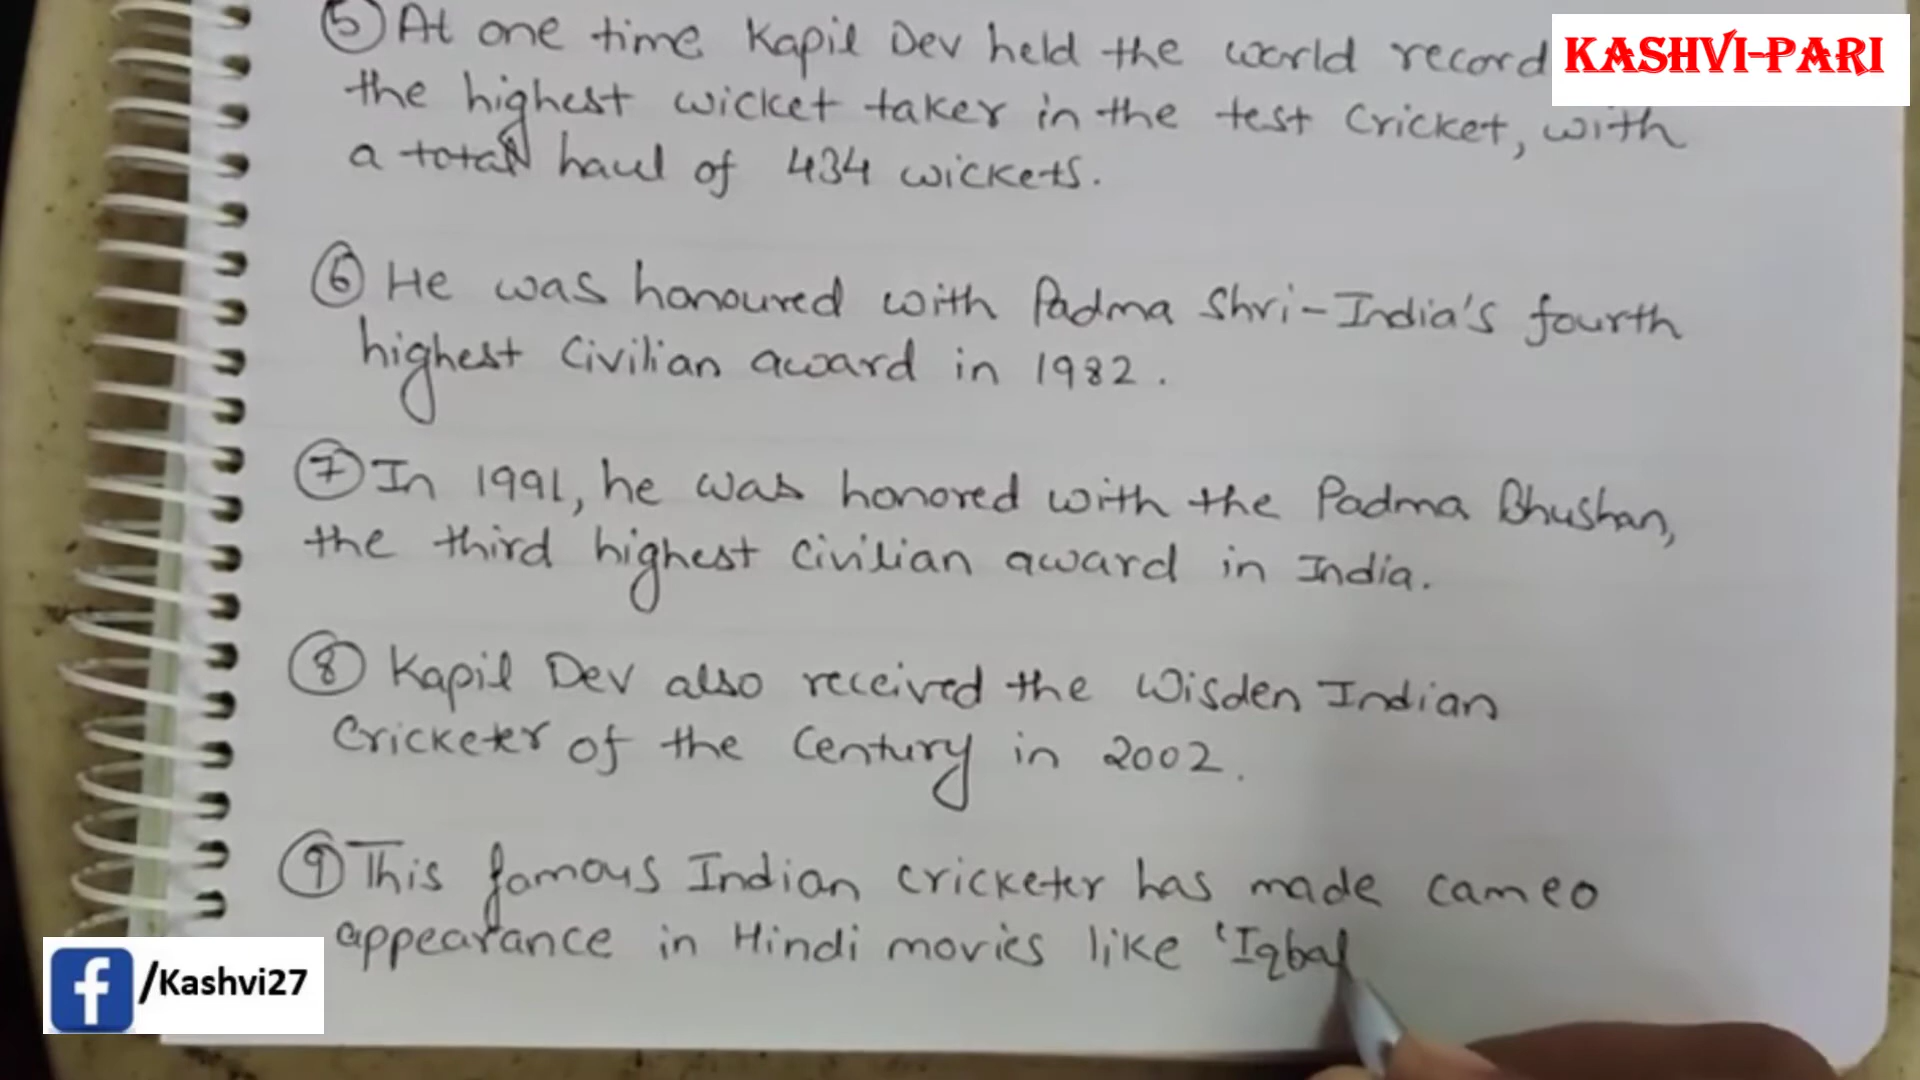 ⑤ At one time Kapil Dev held the world record
KASHVI-PARI
the highest wicket taker in the test cricket, with
a total haul of 434 wickets.
⑥ He was honoured with Padma Shri-India's fourth
highest civilian award in 1982.
⑦ In 1991, he was honored with the Padma Bhushan,
the third highest civilian award in India.
⑧ Kapil Dev also received the Wisden Indian
Cricketer of the Century in 2002.
⑨ This famous Indian cricketer has made cameo
appearance in Hindi movies like 'Iqbal
f/Kashvi27